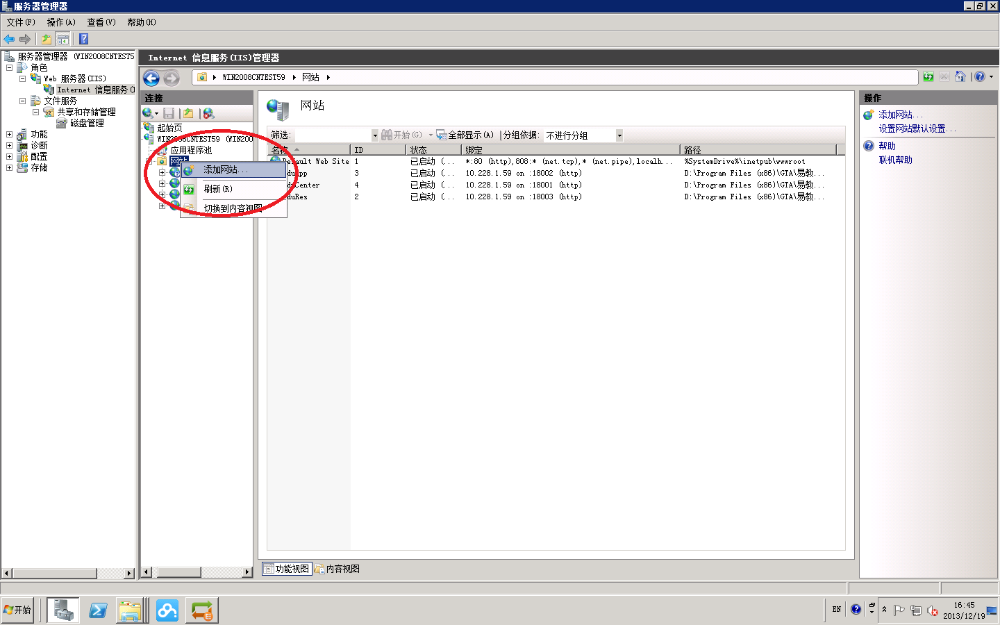 服务器管理器
文件(F) 操作(A) 查看(V) 帮助(H)
服务器管理器 (WIN2008CNTEST5
角色
Web 服务器(IIS)
Internet 信息服务(I
文件服务
共享和存储管理
磁盘管理
功能
诊断
配置
存储
Internet 信息服务(IIS)管理器
WIN2008CNTEST59 网站
连接
起始页
WIN2008CNTEST59 (WIN200
应用程序池
网站
添加网站...
刷新(R)
切换到内容视图
网站
筛选: 开始(G) 全部显示(A) 分组依据: 不进行分组
名称 ID 状态 绑定 路径
Default Web Site 1 已启动 (... *:80 (http),808:* (net.tcp),* (net.pipe),localh... %SystemDrive%\inetpub\wwwroot
pp 3 已启动 (... 10.228.1.59 on :18002 (http) D:\Program Files (x86)\GTA\易教...
Center 4 已启动 (... 10.228.1.59 on :18001 (http) D:\Program Files (x86)\GTA\易教...
duRes 2 已启动 (... 10.228.1.59 on :18003 (http) D:\Program Files (x86)\GTA\易教...
功能视图 内容视图
操作
添加网站...
设置网站默认设置...
帮助
联机帮助
开始
EN
16:45
2013/12/19